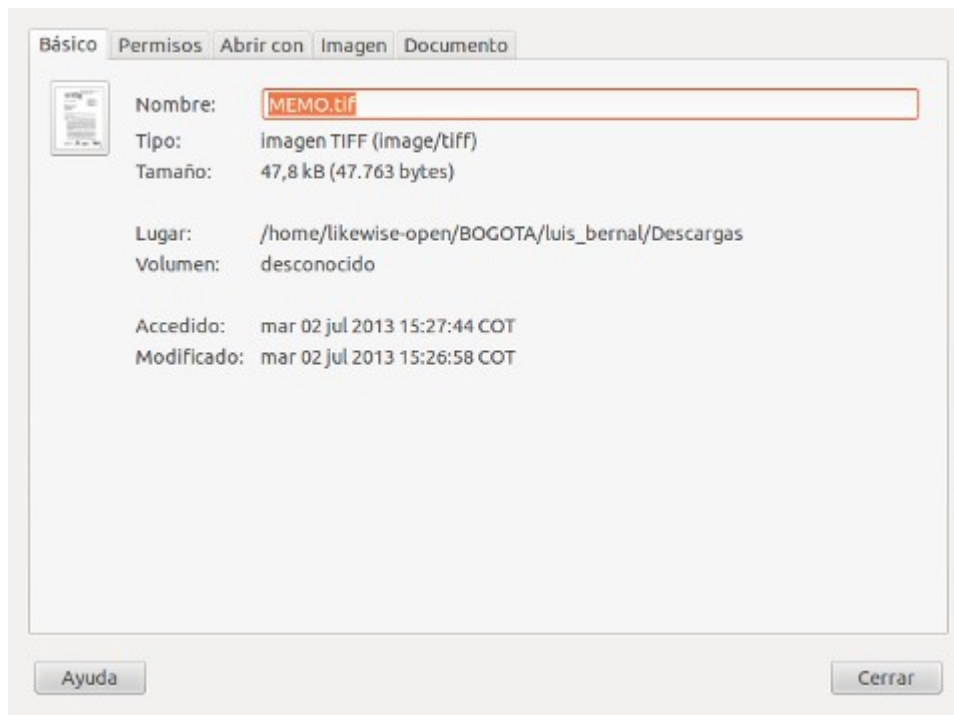 Básico Permisos Abrir con Imagen Documento
Nombre: MEMO.tif
Tipo: imagen TIFF (image/tiff)
Tamaño: 47,8 kB (47.763 bytes)
Lugar: /home/likewise-open/BOGOTA/luis_bernal/Descargas
Volumen: desconocido
Accedido: mar 02 jul 2013 15:27:44 COT
Modificado: mar 02 jul 2013 15:26:58 COT
Ayuda Cerrar